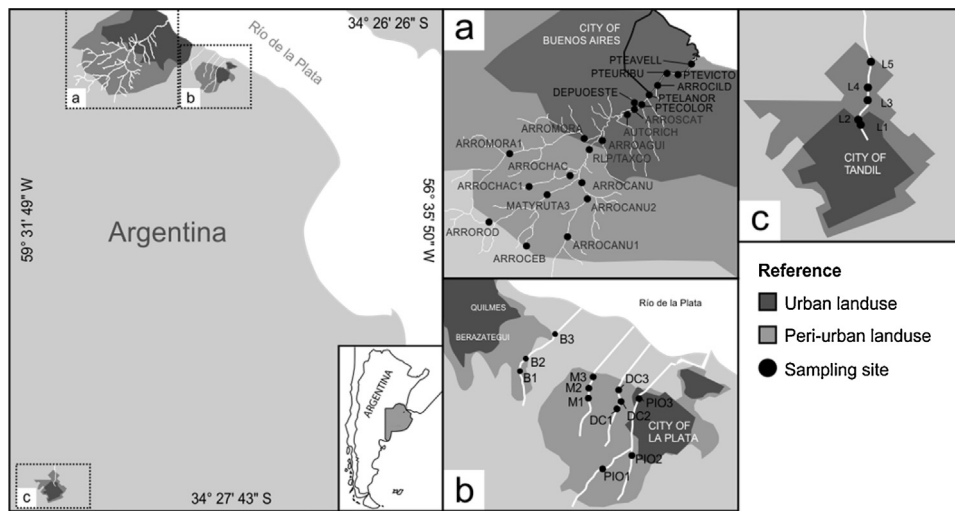 34° 26' 26" S
Río de la Plata
a
b
59° 31' 49" W
56° 35' 50" W
Argentina
ARGENTINA
c
34° 27' 43" S
a
CITY OF
BUENOS AIRES
PTEAVELL
PTEURIBU
PTEVICTO
ARROCILD
DEPUOESTE
PTELANOR
PTECOLOR
ARROSCAT
AUTORICH
ARROMORA
ARROAGUI
ARROMORA1
RLP/TAXCO
ARROCHAC
ARROCHAC1
ARROCANU
MATYRUTA3
ARROCANU2
ARROROD
ARROCANU1
ARROCEB
QUILMES
BERAZATEGUI
Río de la Plata
B3
B2
B1
M3
M2
M1
DC3
DC2
DC1
PIO3
CITY OF
LA PLATA
PIO2
PIO1
b
L5
L4
L3
L2
L1
CITY OF
TANDIL
c
Reference
Urban landuse
Peri-urban landuse
Sampling site